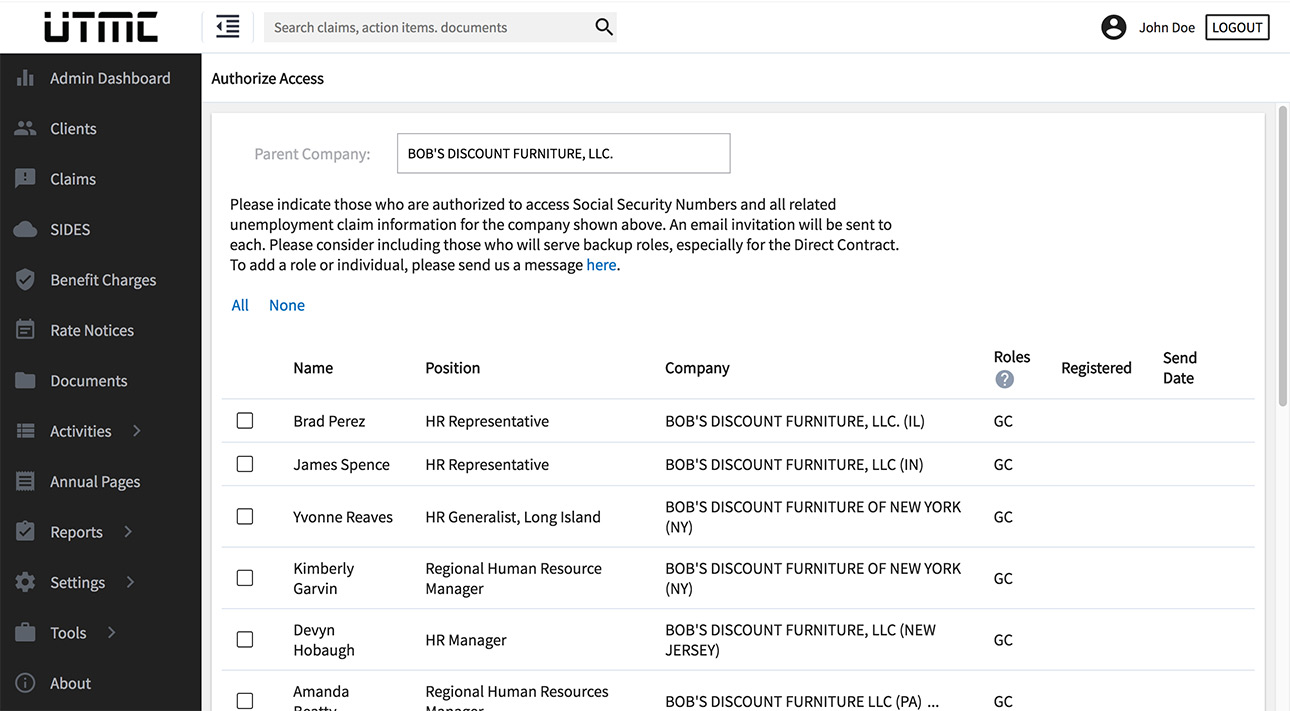 UTMC
Search claims, action items. documents
John Doe
LOGOUT
Admin Dashboard
Clients
Claims
SIDES
Benefit Charges
Rate Notices
Documents
Activities
Annual Pages
Reports
Settings
Tools
About
Authorize Access
Parent Company:
BOB'S DISCOUNT FURNITURE, LLC.
Please indicate those who are authorized to access Social Security Numbers and all related
unemployment claim information for the company shown above. An email invitation will be sent to
each. Please consider including those who will serve backup roles, especially for the Direct Contract.
To add a role or individual, please send us a message here.
All None
Name Position Company Roles ? Registered Send
Date
Brad Perez HR Representative BOB'S DISCOUNT FURNITURE, LLC. (IL) GC
James Spence HR Representative BOB'S DISCOUNT FURNITURE, LLC (IN) GC
Yvonne Reaves HR Generalist, Long Island BOB'S DISCOUNT FURNITURE OF NEW YORK
(NY) GC
Kimberly
Garvin
Regional Human Resource
Manager
BOB'S DISCOUNT FURNITURE OF NEW YORK
(NY)
GC
Devyn
Hobaugh
HR Manager
BOB'S DISCOUNT FURNITURE, LLC (NEW
JERSEY)
GC
Amanda
Beatty
Regional Human Resources
Manager
BOB'S DISCOUNT FURNITURE LLC (PA) ...
GC